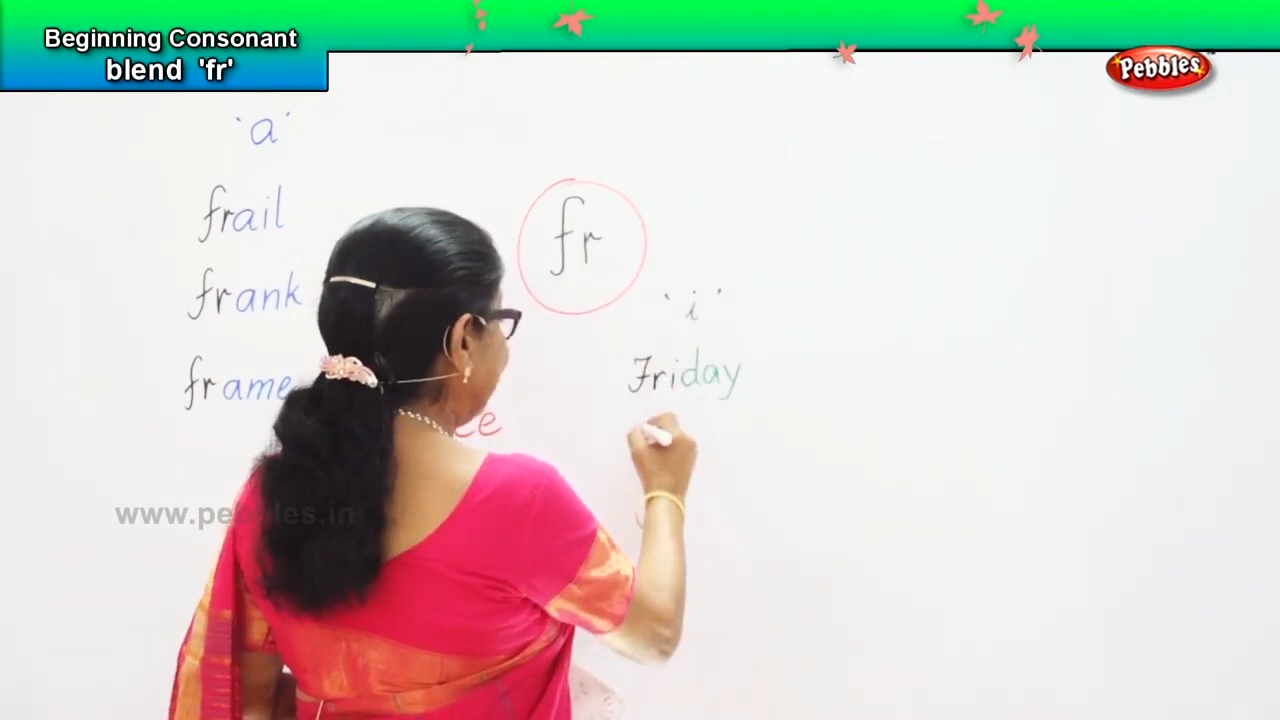 Beginning Consonant
blend 'fr'
Pebbles
'a'
frail
frank
frame
fr
'i'
Friday
www.pebbles.in